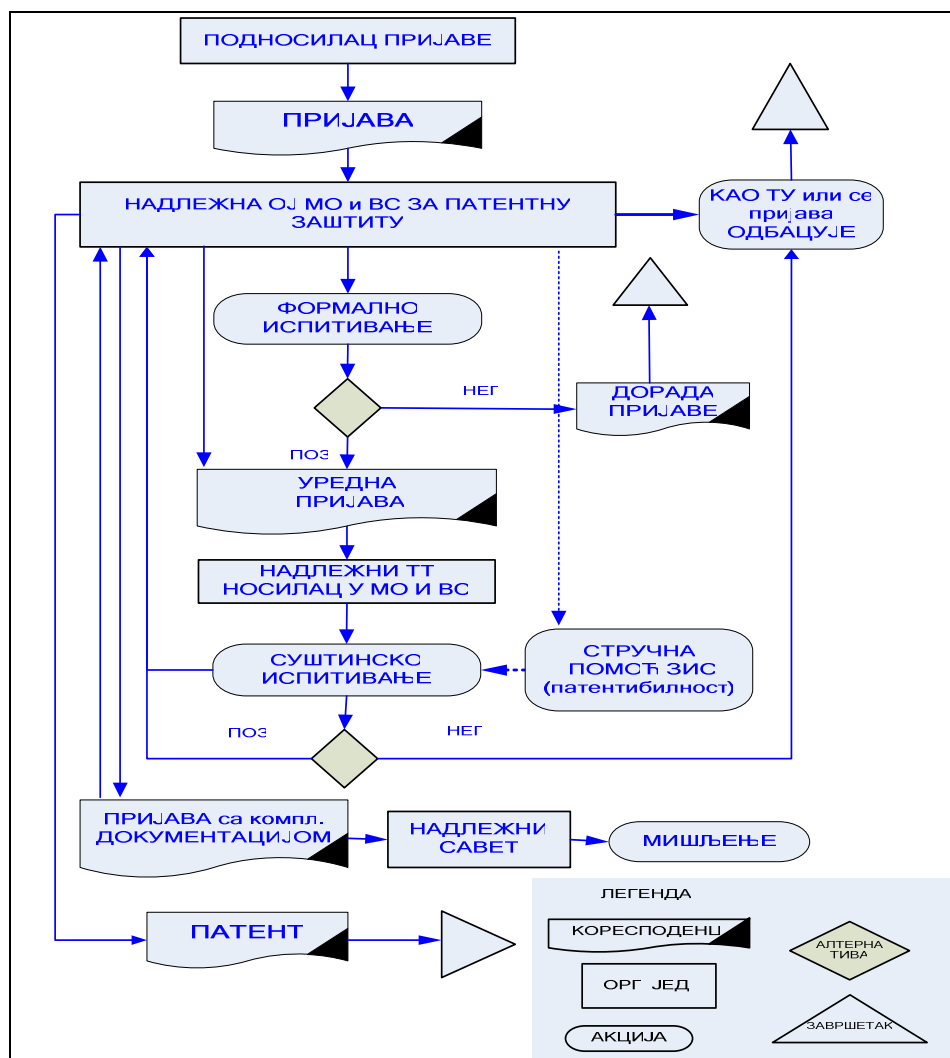 ПОДНОСИЛАЦ ПРИЈАВЕ
ПРИЈАВА
НАДЛЕЖНА ОЈ МО и ВС ЗА ПАТЕНТНУ
ЗАШТИТУ
КАО ТУ или се
пријава
ОДБАЦУЈЕ
ФОРМАЛНО
ИСПИТИВАЊЕ
НЕГ
ДОРАДА
ПРИЈАВЕ
ПОЗ
УРЕДНА
ПРИЈАВА
НАДЛЕЖНИ ТТ
НОСИЛАЦ У МО И ВС
СУШТИНСКО
ИСПИТИВАЊЕ
СТРУЧНА
ПОМОЋ ЗИС
(патентибилност)
ПОЗ
НЕГ
ПРИЈАВА са компл.
ДОКУМЕНТАЦИЈОМ
НАДЛЕЖНИ
САВЕТ
МИШЉЕЊЕ
ПАТЕНТ
ЛЕГЕНДА
КОРЕСПОДЕНЦ
АЛТЕРНА
ТИВА
ОРГ ЈЕД
ЗАВРШЕТАК
АКЦИЈА